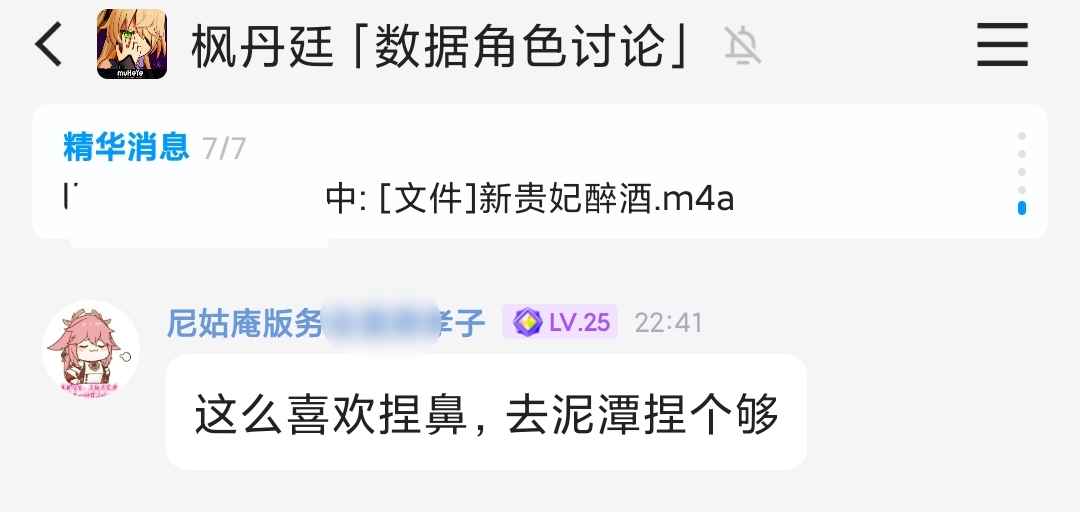 枫丹廷「数据角色讨论」
muHeYe
精华消息 7/7
中: [文件]新贵妃醉酒.m4a
尼姑庵版务 孝子 LV.25 22:41
这么喜欢捏鼻，去泥潭捏个够